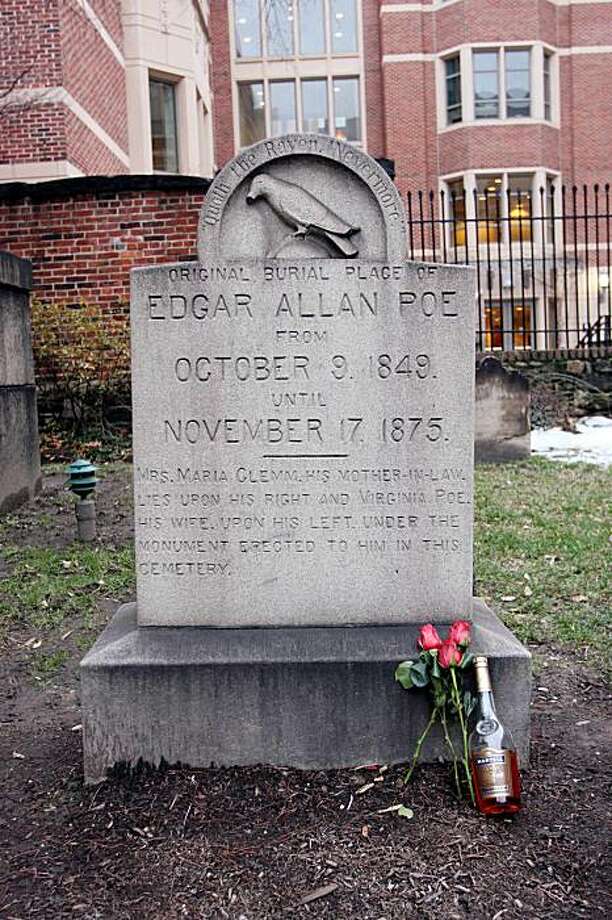 "Quoth the Raven, Nevermore"
ORIGINAL BURIAL PLACE OF
EDGAR ALLAN POE
FROM
OCTOBER 9. 1849.
UNTIL
NOVEMBER 17. 1875.
MRS. MARIA CLEMM, HIS MOTHER-IN-LAW,
LIES UPON HIS RIGHT AND VIRGINIA POE,
HIS WIFE, UPON HIS LEFT, UNDER THE
MONUMENT ERECTED TO HIM IN THIS
CEMETERY.
MARTELL